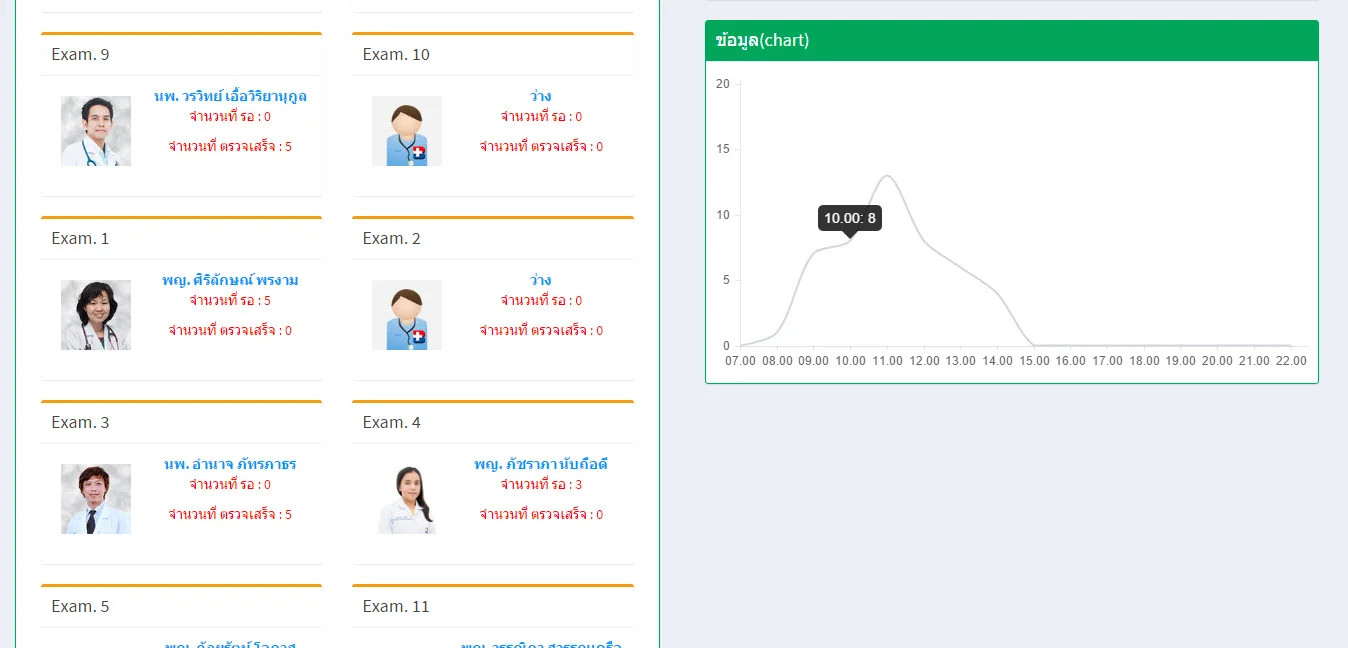 Exam. 9
นพ. วรวิทย์ เอื้อวิริยานุกูล
จำนวนที่ รอ : 0
จำนวนที่ ตรวจเสร็จ : 5
Exam. 10
ว่าง
จำนวนที่ รอ : 0
จำนวนที่ ตรวจเสร็จ : 0
Exam. 1
พญ. ศิริลักษณ์ พรงาม
จำนวนที่ รอ : 5
จำนวนที่ ตรวจเสร็จ : 0
Exam. 2
ว่าง
จำนวนที่ รอ : 0
จำนวนที่ ตรวจเสร็จ : 0
Exam. 3
นพ. อำนาจ ภัทรภาธร
จำนวนที่ รอ : 0
จำนวนที่ ตรวจเสร็จ : 5
Exam. 4
พญ. ภัชราภา นับถือดี
จำนวนที่ รอ : 3
จำนวนที่ ตรวจเสร็จ : 0
Exam. 5
พญ.
Exam. 11
พญ.
ข้อมูล(chart)
20
15
10
5
0
10.00: 8
07.00 08.00 09.00 10.00 11.00 12.00 13.00 14.00 15.00 16.00 17.00 18.00 19.00 20.00 21.00 22.00